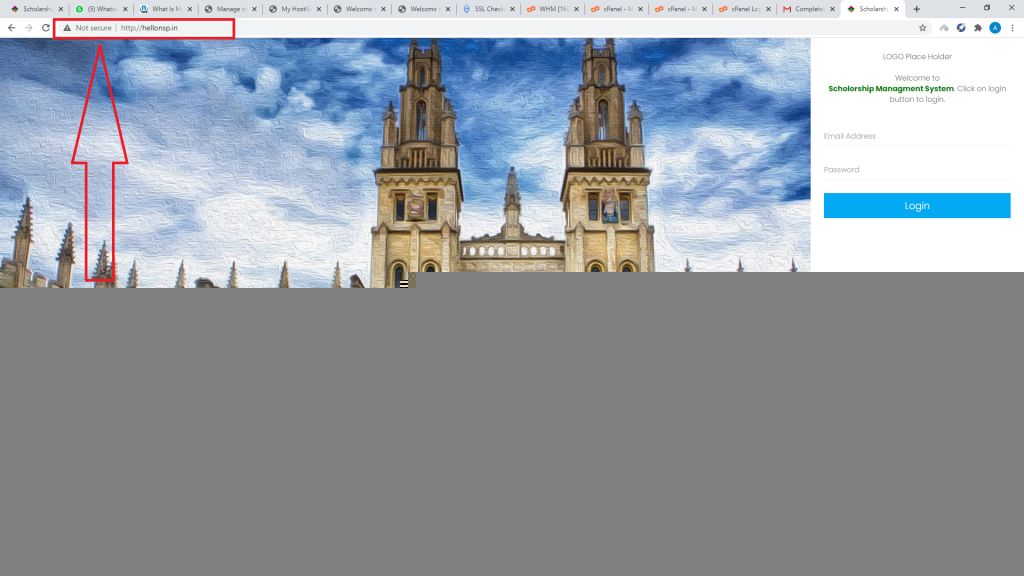 Scholarsh
(5) Whats
What Is M
Manage o
My HostG
Welcome
Welcome
SSL Check
WHM [16
cPanel - M
cPanel - M
cPanel Log
Complete
Scholarsh
Not secure | http://hellonsp.in
A
LOGO Place Holder
Welcome to
Scholorship Managment System. Click an login
button to login.
Email Address
Password
Login